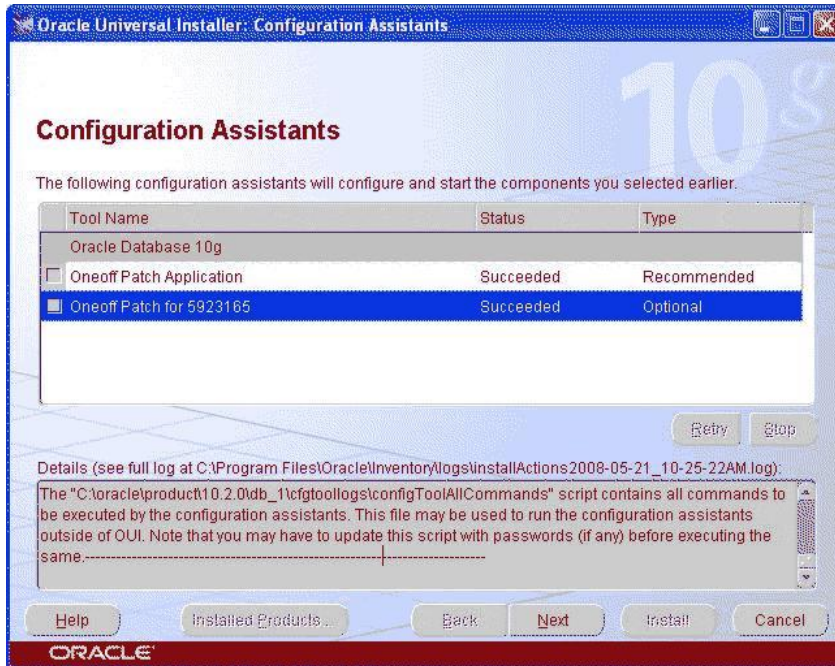 Oracle Universal Installer: Configuration Assistants
10g
Configuration Assistants
The following configuration assistants will configure and start the components you selected earlier.
Tool Name Status Type
Oracle Database 10g
Oneoff Patch Application Succeeded Recommended
Oneoff Patch for 5923165 Succeeded Optional
Retry Stop
Details (see full log at C:\Program Files\Oracle\Inventory\logs\installActions2008-05-21_10-25-22AM.log):
The "C:\oracle\product\10.2.0\db_1\cfgtoollogs\configToolAllCommands" script contains all commands to
be executed by the configuration assistants. This file may be used to run the configuration assistants
outside of OUI. Note that you may have to update this script with passwords (if any) before executing the
same.-----------------------------------------------------------------------------
Help Installed Products... Back Next Install Cancel
ORACLE